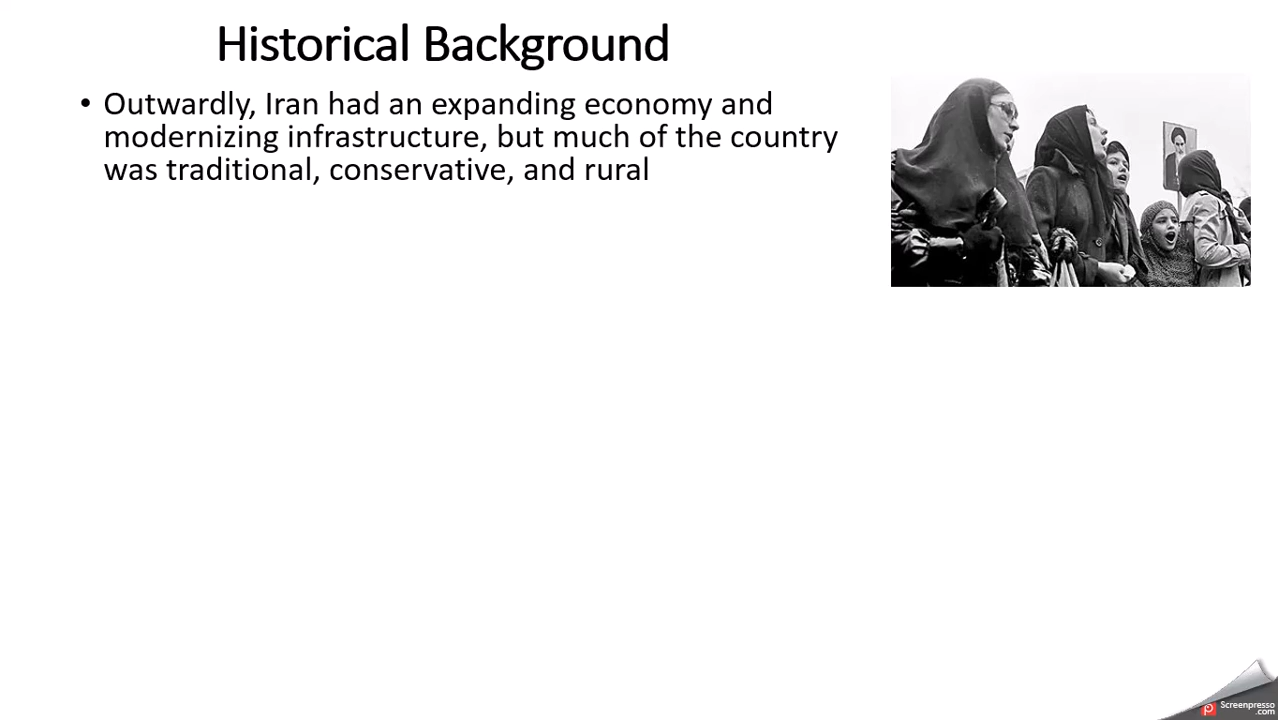 Historical Background
• Outwardly, Iran had an expanding economy and
modernizing infrastructure, but much of the country
was traditional, conservative, and rural
Screenpresso
.com